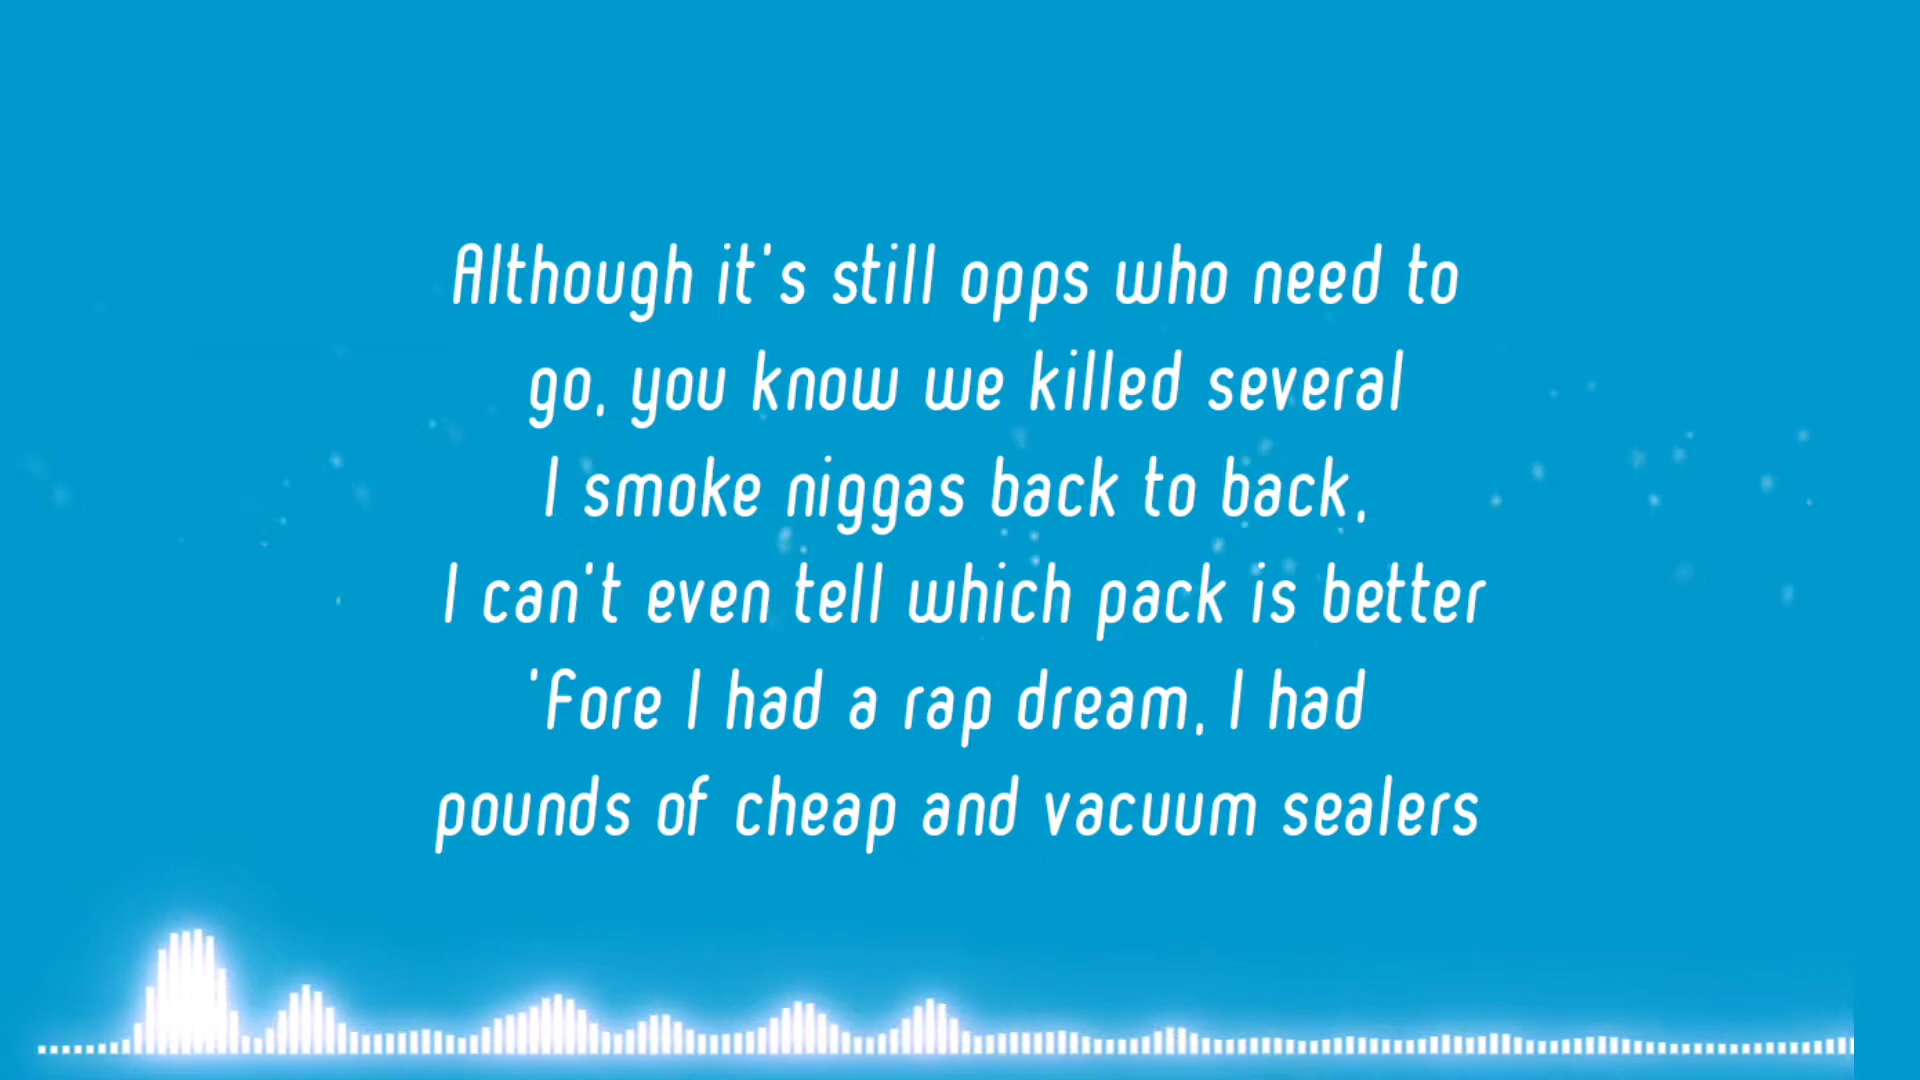 Although it's still opps who need to
go, you know we killed several
I smoke niggas back to back,
I can't even tell which pack is better
'Fore I had a rap dream, I had
pounds of cheap and vacuum sealers